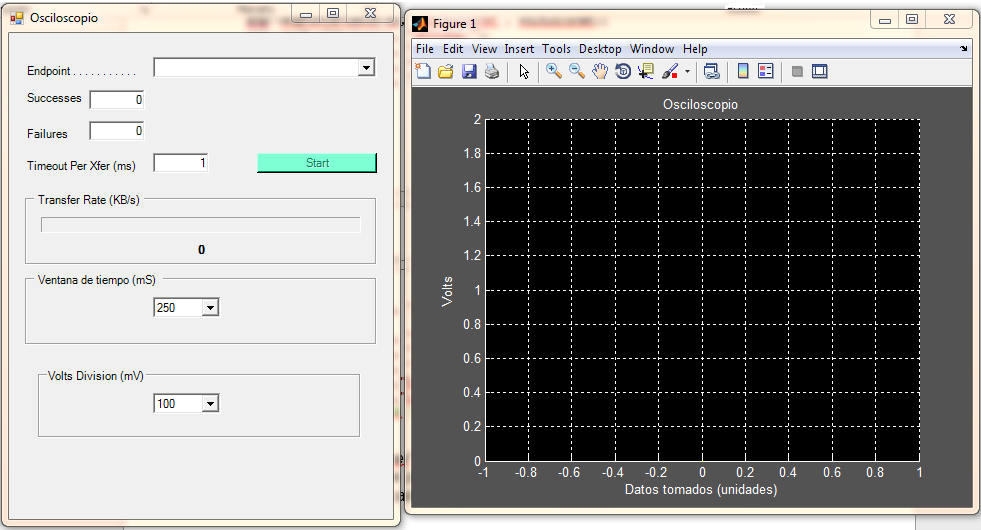 Osciloscopio
Endpoint . . . . . . . . . . .
Successes 0
Failures 0
Timeout Per Xfer (ms) 1 Start
Transfer Rate (KB/s)
0
Ventana de tiempo (mS)
250
Volts Division (mV)
100
Figure 1
File Edit View Insert Tools Desktop Window Help
Osciloscopio
2
1.8
1.6
1.4
1.2
1
0.8
0.6
0.4
0.2
0
Volts
-1 -0.8 -0.6 -0.4 -0.2 0 0.2 0.4 0.6 0.8 1
Datos tomados (unidades)